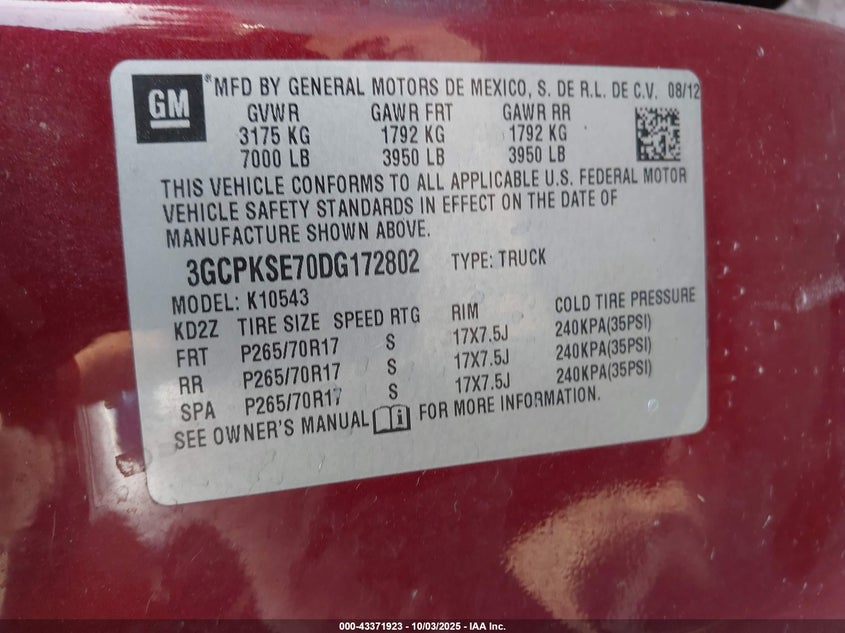 GM ®MFD BY GENERAL MOTORS DE MEXICO, S. DE R.L. DE C.V. 08/12
GVWR GAWR FRT GAWR RR
3175 KG 1792 KG 1792 KG
7000 LB 3950 LB 3950 LB
THIS VEHICLE CONFORMS TO ALL APPLICABLE U.S. FEDERAL MOTOR
VEHICLE SAFETY STANDARDS IN EFFECT ON THE DATE OF
MANUFACTURE SHOWN ABOVE.
3GCPKSE70DG172802 TYPE: TRUCK
MODEL: K10543
KD2Z TIRE SIZE SPEED RTG RIM COLD TIRE PRESSURE
FRT P265/70R17 S 17X7.5J 240KPA(35PSI)
RR P265/70R17 S 17X7.5J 240KPA(35PSI)
SPA P265/70R17 S 17X7.5J 240KPA(35PSI)
SEE OWNER'S MANUAL FOR MORE INFORMATION.
000-43371923 - 10/03/2025 - IAA Inc.